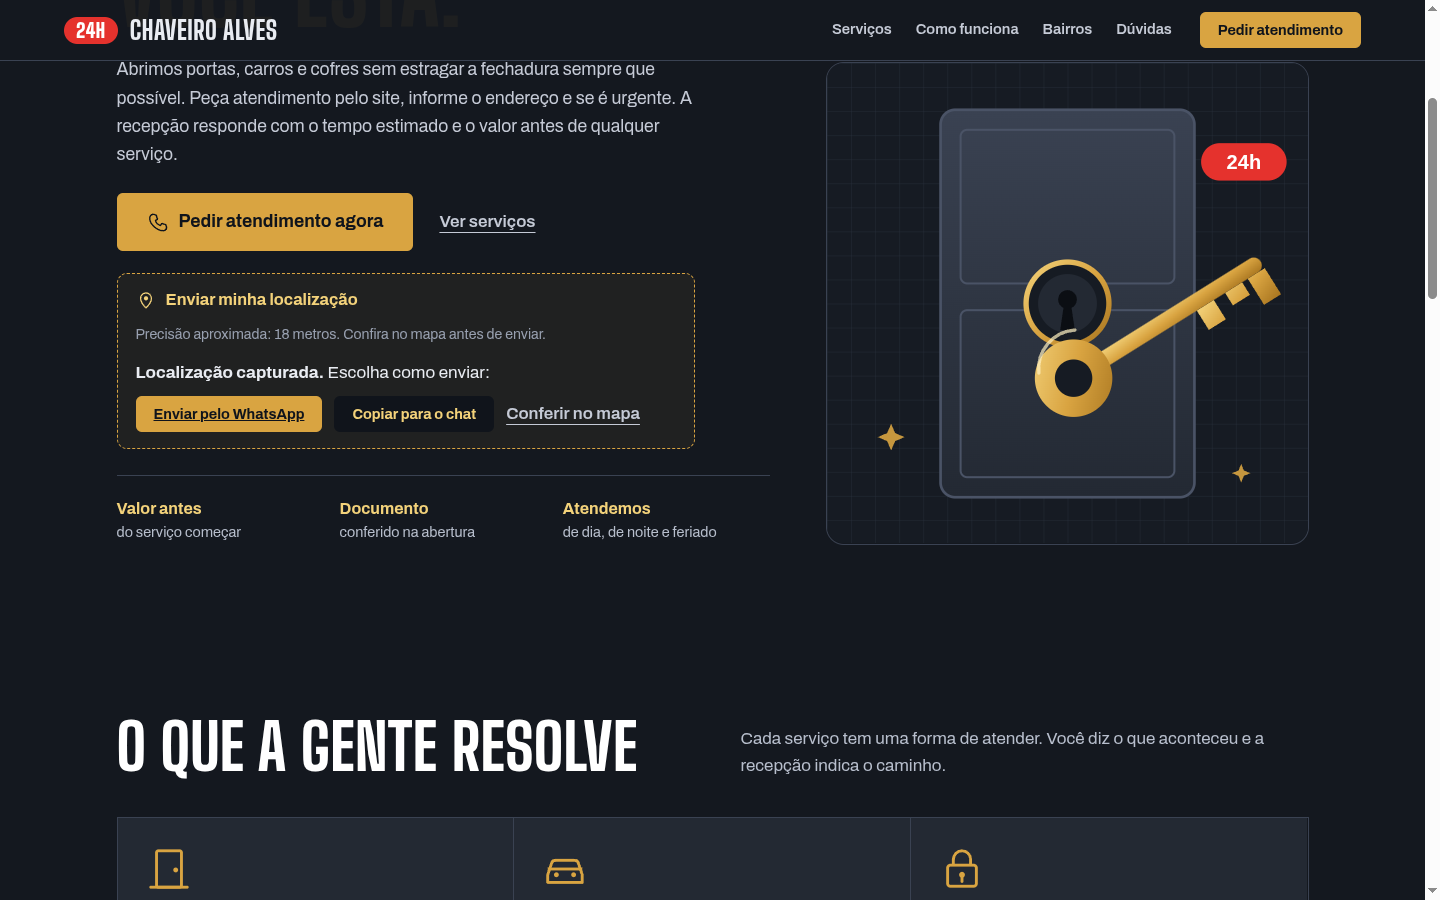 24H CHAVEIRO ALVES
Serviços Como funciona Bairros Dúvidas Pedir atendimento
Abrimos portas, carros e cofres sem estragar a fechadura sempre que
possível. Peça atendimento pelo site, informe o endereço e se é urgente. A
recepção responde com o tempo estimado e o valor antes de qualquer
serviço.
Pedir atendimento agora Ver serviços
24h
Enviar minha localização
Precisão aproximada: 18 metros. Confira no mapa antes de enviar.
Localização capturada. Escolha como enviar:
Enviar pelo WhatsApp Copiar para o chat Conferir no mapa
Valor antes
do serviço começar
Documento
conferido na abertura
Atendemos
de dia, de noite e feriado
O QUE A GENTE RESOLVE
Cada serviço tem uma forma de atender. Você diz o que aconteceu e a
recepção indica o caminho.